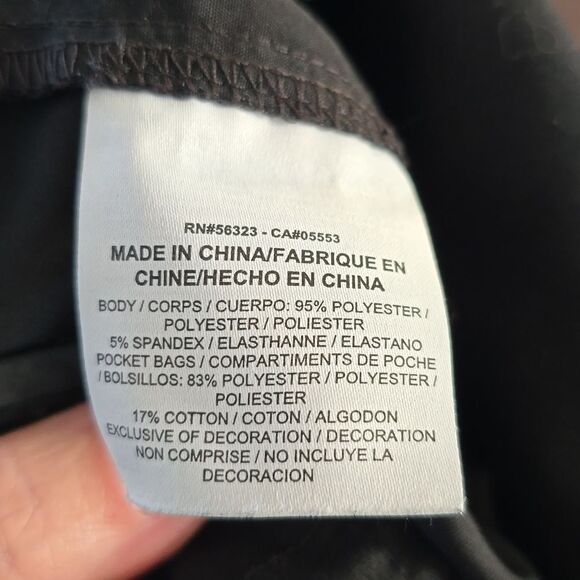 RN#56323 - CA#05553
MADE IN CHINA/FABRIQUE EN
CHINE/HECHO EN CHINA
BODY / CORPS / CUERPO: 95% POLYESTER /
POLYESTER / POLIESTER
5% SPANDEX / ELASTHANNE / ELASTANO
POCKET BAGS / COMPARTIMENTS DE POCHE
/ BOLSILLOS: 83% POLYESTER / POLYESTER /
POLIESTER
17% COTTON / COTON / ALGODON
EXCLUSIVE OF DECORATION / DECORATION
NON COMPRISE / NO INCLUYE LA
DECORACION